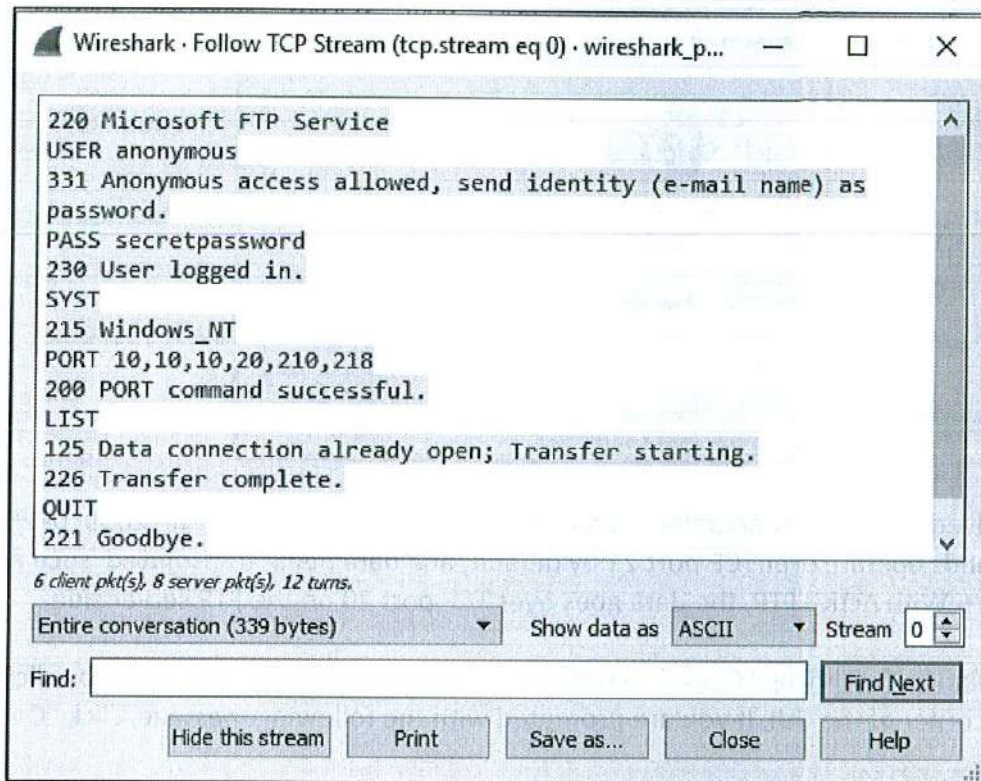 Wireshark · Follow TCP Stream (tcp.stream eq 0) · wireshark_p...
220 Microsoft FTP Service
USER anonymous
331 Anonymous access allowed, send identity (e-mail name) as
password.
PASS secretpassword
230 User logged in.
SYST
215 Windows_NT
PORT 10,10,10,20,210,218
200 PORT command successful.
LIST
125 Data connection already open; Transfer starting.
226 Transfer complete.
QUIT
221 Goodbye.
6 client pkt(s), 8 server pkt(s), 12 turns.
Entire conversation (339 bytes) Show data as ASCII Stream 0
Find: Find Next
Hide this stream Print Save as... Close Help